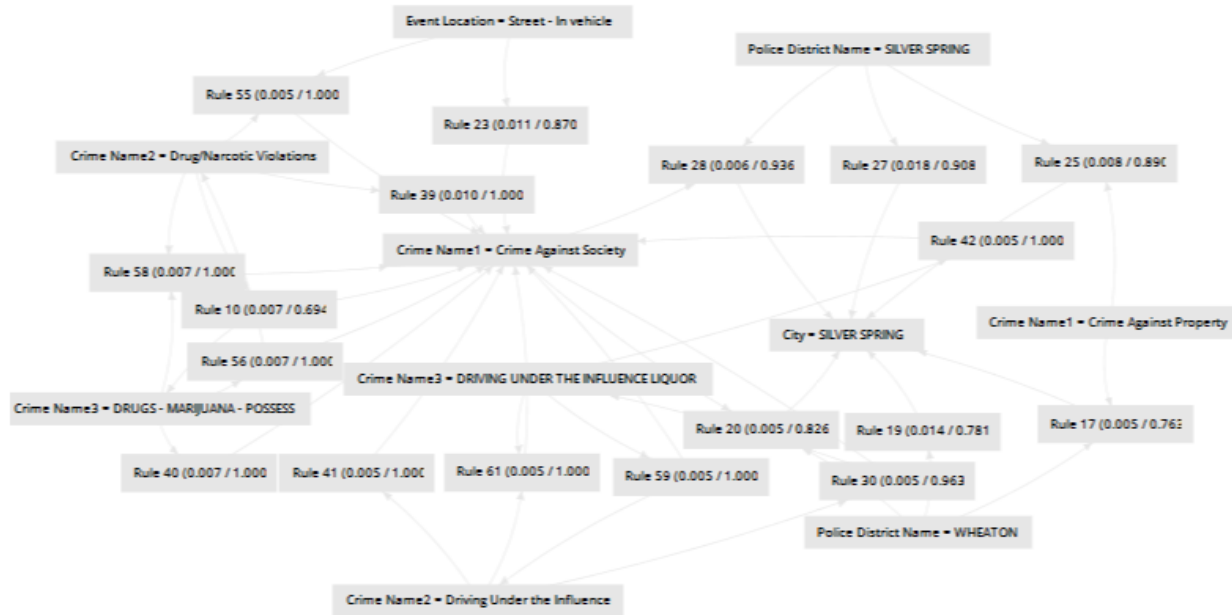 Event Location = Street - In vehicle
Police District Name = SILVER SPRING
Rule 55 (0.005 / 1.000
Rule 23 (0.011 / 0.870
Crime Name2 = Drug/Narcotic Violations
Rule 28 (0.006 / 0.936
Rule 27 (0.018 / 0.908
Rule 25 (0.008 / 0.890
Rule 39 (0.010 / 1.000
Crime Name1 = Crime Against Society
Rule 42 (0.005 / 1.000
Rule 58 (0.007 / 1.000
Rule 10 (0.007 / 0.694
City = SILVER SPRING
Crime Name1 = Crime Against Property
Rule 56 (0.007 / 1.000
Crime Name3 = DRIVING UNDER THE INFLUENCE LIQUOR
Crime Name3 = DRUGS - MARIJUANA - POSSESS
Rule 20 (0.005 / 0.826
Rule 19 (0.014 / 0.781
Rule 17 (0.005 / 0.763
Rule 40 (0.007 / 1.000
Rule 41 (0.005 / 1.000
Rule 61 (0.005 / 1.000
Rule 59 (0.005 / 1.000
Rule 30 (0.005 / 0.963
Police District Name = WHEATON
Crime Name2 = Driving Under the Influence